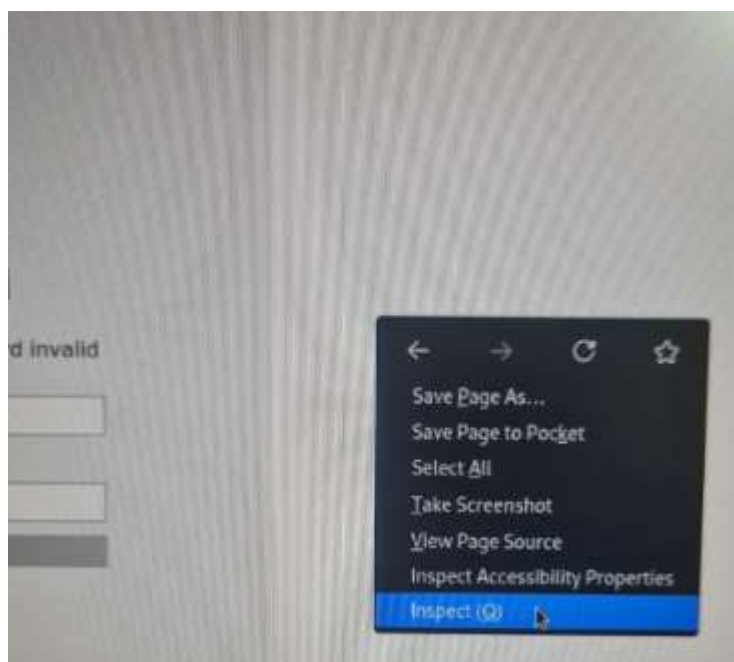 d invalid
Save Page As...
Save Page to Pocket
Select All
Take Screenshot
View Page Source
Inspect Accessibility Properties
Inspect (Q)